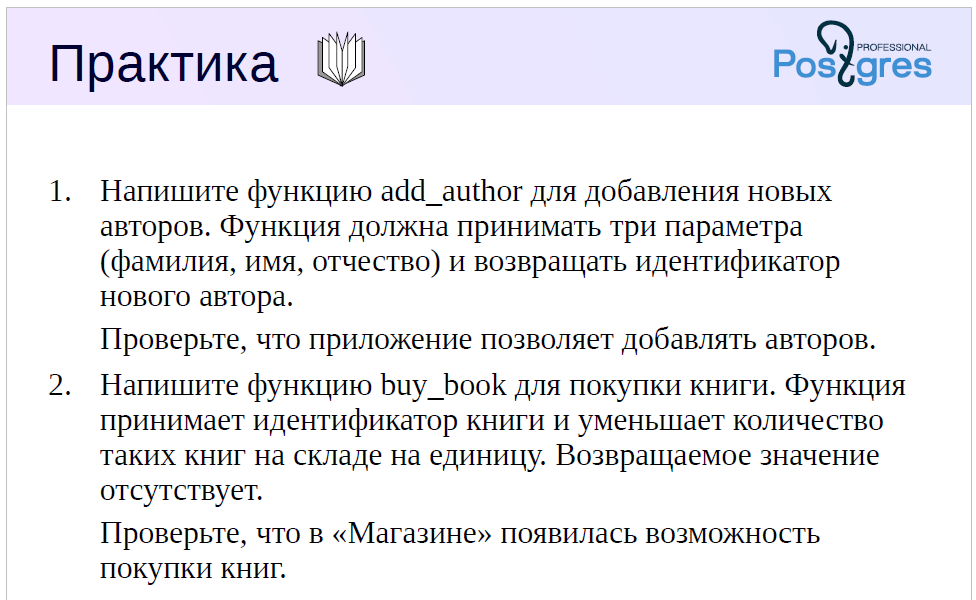 Практика
PROFESSIONAL
Postgres
1. Напишите функцию add_author для добавления новых
авторов. Функция должна принимать три параметра
(фамилия, имя, отчество) и возвращать идентификатор
нового автора.
Проверьте, что приложение позволяет добавлять авторов.
2. Напишите функцию buy_book для покупки книги. Функция
принимает идентификатор книги и уменьшает количество
таких книг на складе на единицу. Возвращаемое значение
отсутствует.
Проверьте, что в «Магазине» появилась возможность
покупки книг.